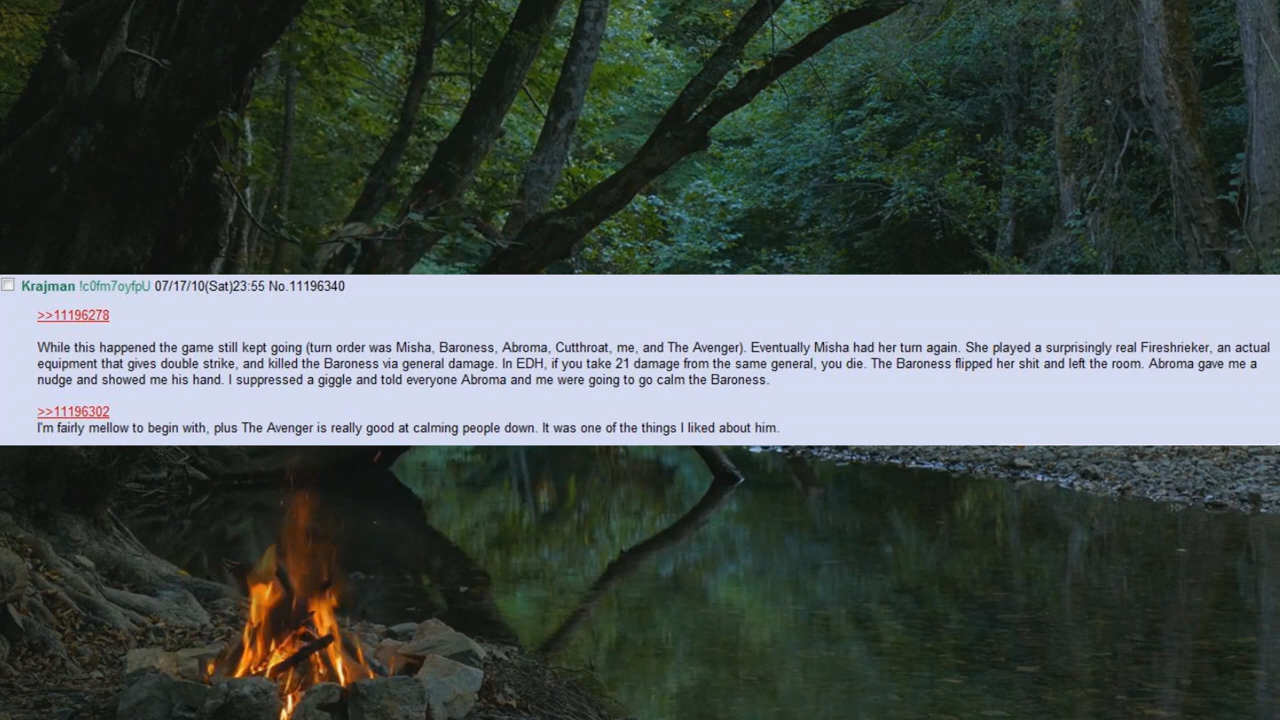 Krajman !c0fm7oyfpU 07/17/10(Sat)23:55 No.11196340
>>11196278
While this happened the game still kept going (turn order was Misha, Baroness, Abroma, Cutthroat, me, and The Avenger). Eventually Misha had her turn again. She played a surprisingly real Fireshrieker, an actual
equipment that gives double strike, and killed the Baroness via general damage. In EDH, if you take 21 damage from the same general, you die. The Baroness flipped her shit and left the room. Abroma gave me a
nudge and showed me his hand. I suppressed a giggle and told everyone Abroma and me were going to go calm the Baroness.
>>11196302
I'm fairly mellow to begin with, plus The Avenger is really good at calming people down. It was one of the things I liked about him.